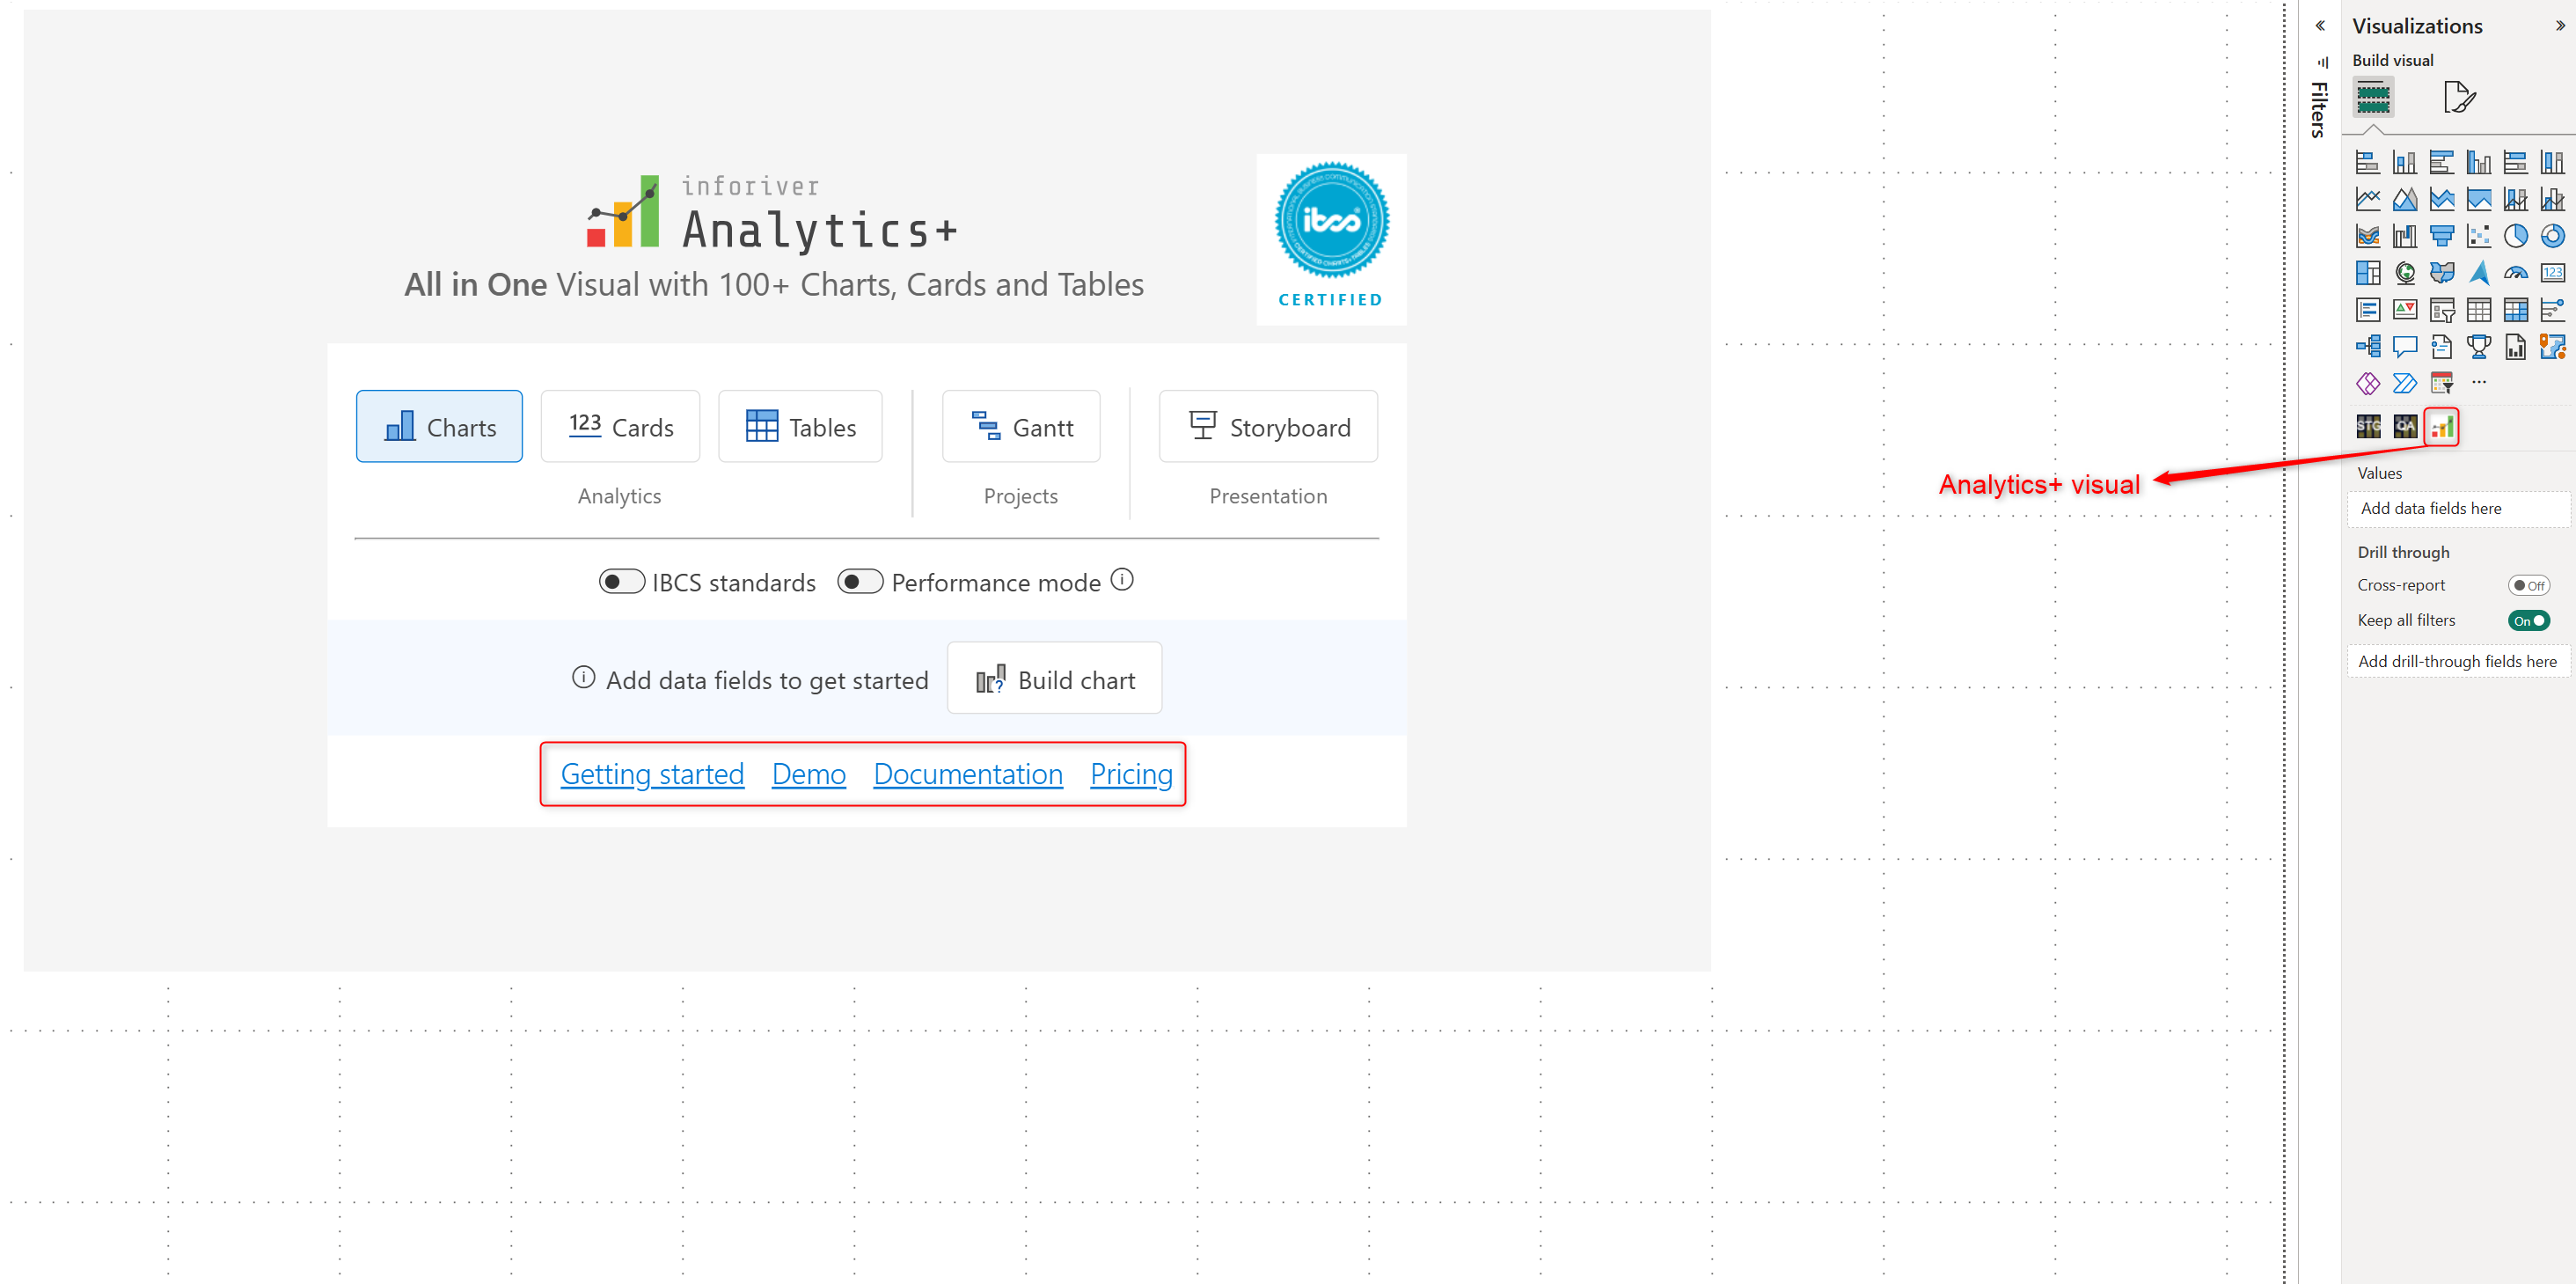 inforiver
Analytics+
All in One Visual with 100+ Charts, Cards and Tables
ibcs
CERTIFIED
Charts
123 Cards
Tables
Gantt
Storyboard
Analytics
Projects
Presentation
IBCS standards
Performance mode
Add data fields to get started
Build chart
Getting started
Demo
Documentation
Pricing
Analytics+ visual
Filters
Visualizations
Build visual
123
STG
QA
Values
Add data fields here
Drill through
Cross-report
Off
Keep all filters
On
Add drill-through fields here